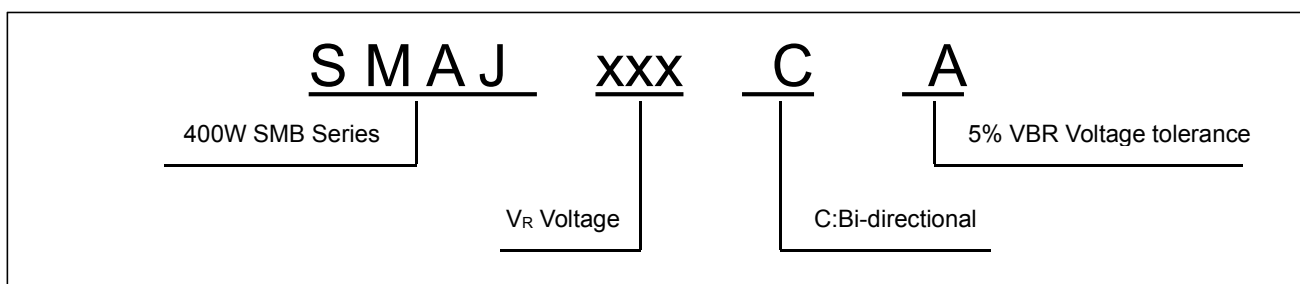 SMAJ xxx C A
400W SMB Series
5% VBR Voltage tolerance
VR Voltage
C:Bi-directional